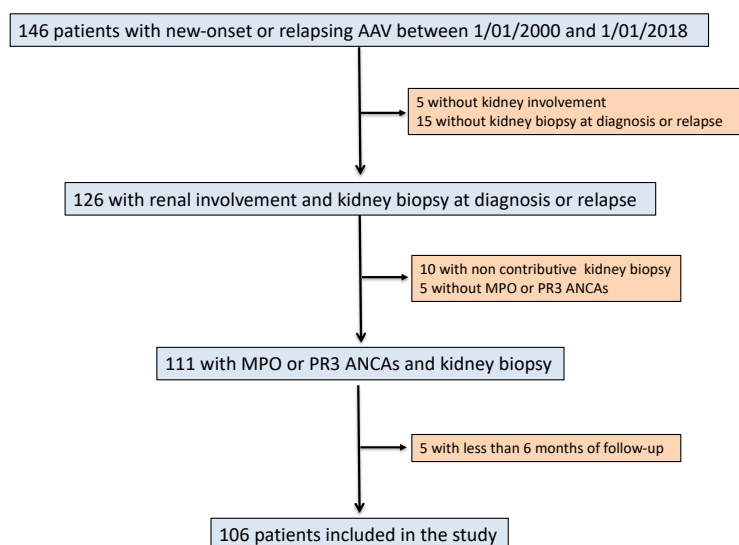 146 patients with new-onset or relapsing AAV between 1/01/2000 and 1/01/2018
5 without kidney involvement
15 without kidney biopsy at diagnosis or relapse
126 with renal involvement and kidney biopsy at diagnosis or relapse
10 with non contributive kidney biopsy
5 without MPO or PR3 ANCAs
111 with MPO or PR3 ANCAs and kidney biopsy
5 with less than 6 months of follow-up
106 patients included in the study